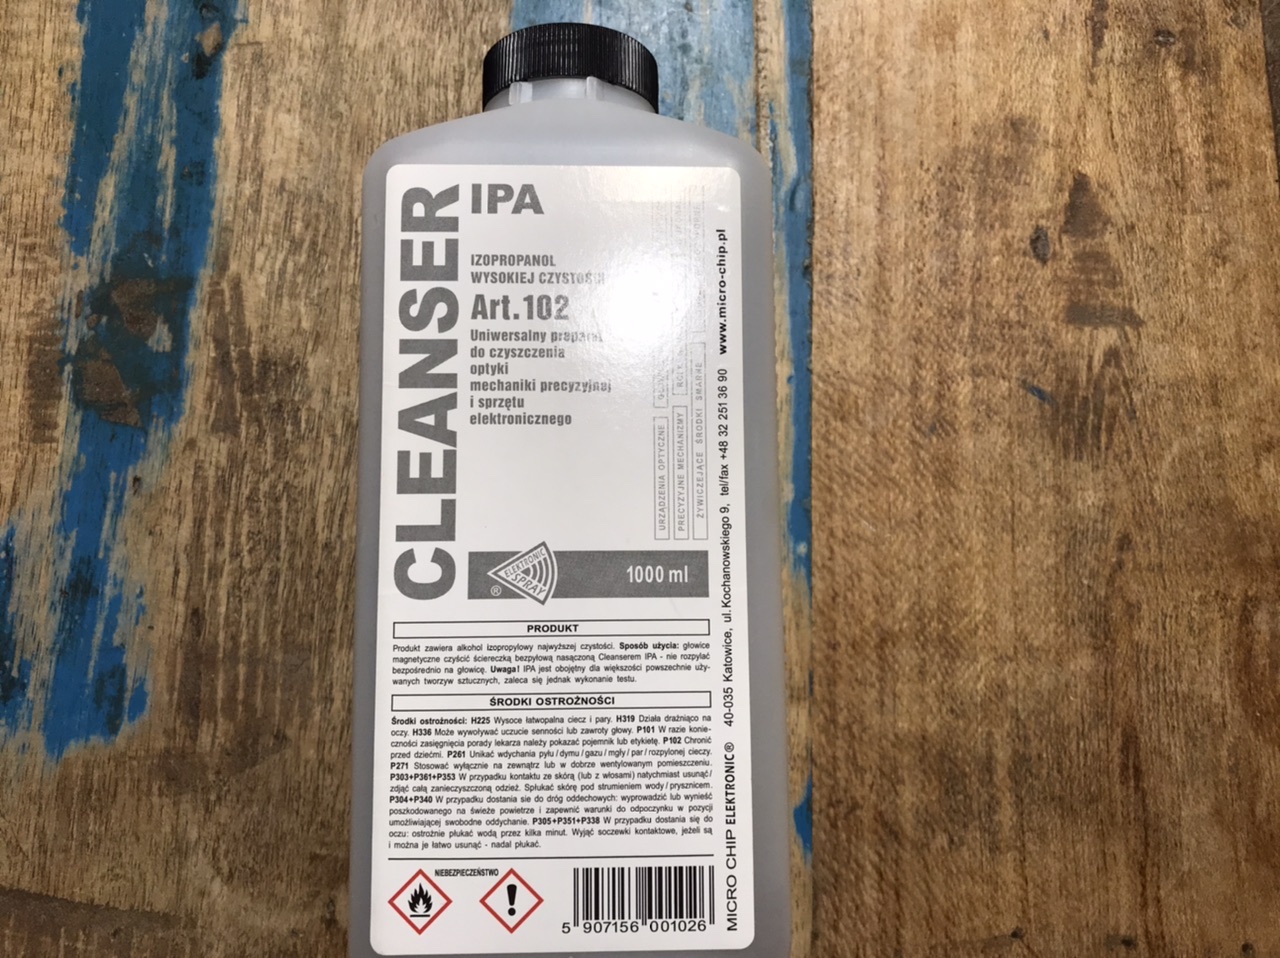 CLEANSER
IPA
IZOPROPANOL
WYSOKIEJ CZYSTOŚCI
Art.102
Uniwersalny preparat
do czyszczenia
optyki
mechaniki precyzyjnej
i sprzętu
elektronicznego
URZĄDZENIA OPTYCZNE
PRECYZYJNE MECHANIZMY
ŻYWICZEJĄCE ŚRODKI SMARNE
ELEKTRONIC
SPRAY
®
1000 ml
PRODUKT
Produkt zawiera alkohol izopropylowy najwyższej czystości. Sposób użycia: głowice
magnetyczne czyścić ściereczką bezpyłową nasączoną Cleanserem IPA - nie rozpylać
bezpośrednio na głowicę. Uwaga! IPA jest obojętny dla większości powszechnie uży-
wanych tworzyw sztucznych, zaleca się jednak wykonanie testu.
ŚRODKI OSTROŻNOŚCI
Środki ostrożności: H225 Wysoce łatwopalna ciecz i pary. H319 Działa drażniąco na
oczy. H336 Może wywoływać uczucie senności lub zawroty głowy. P101 W razie konie-
czności zasięgnięcia porady lekarza należy pokazać pojemnik lub etykietę. P102 Chronić
przed dziećmi. P261 Unikać wdychania pyłu/dymu/gazu/mgły/par/rozpylonej cieczy.
P271 Stosować wyłącznie na zewnątrz lub w dobrze wentylowanym pomieszczeniu.
P303+P361+P353 W przypadku kontaktu ze skórą (lub z włosami) natychmiast usunąć/
zdjąć całą zanieczyszczoną odzież. Spłukać skórę pod strumieniem wody/prysznicem.
P304+P340 W przypadku dostania sie do dróg oddechowych: wyprowadzić lub wynieść
poszkodowanego na świeże powietrze i zapewnić warunki do odpoczynku w pozycji
umożliwiającej swobodne oddychanie. P305+P351+P338 W przypadku dostania się do
oczu: ostrożnie płukać wodą przez kilka minut. Wyjąć soczewki kontaktowe, jeżeli są
i można je łatwo usunąć - nadal płukać.
NIEBEZPIECZEŃSTWO
5 907156 001026
MICRO CHIP ELEKTRONIC® 40-035 Katowice, ul. Kochanowskiego 9, tel/fax +48 32 251 36 90 www.micro-chip.pl